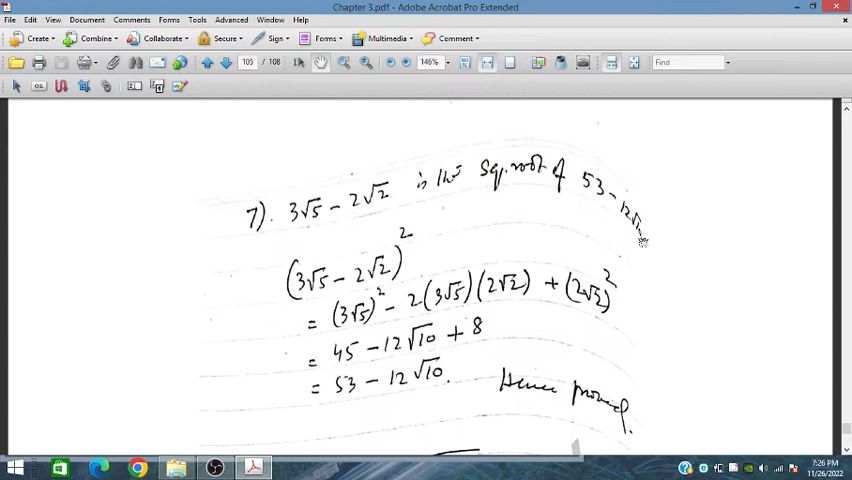 Chapter 3.pdf - Adobe Acrobat Pro Extended
File Edit View Document Comments Forms Tools Advanced Window Help
Create Combine Collaborate Secure Sign Forms Multimedia Comment
105 / 108 146% Find
7). 3√5 - 2√2 is the sq. root of 53 - 12√
(3√5 - 2√2)²
= (3√5)² - 2(3√5)(2√2) + (2√2)²
= 45 - 12√10 + 8
= 53 - 12√10.
Hence proved.
7:26 PM
11/26/2022